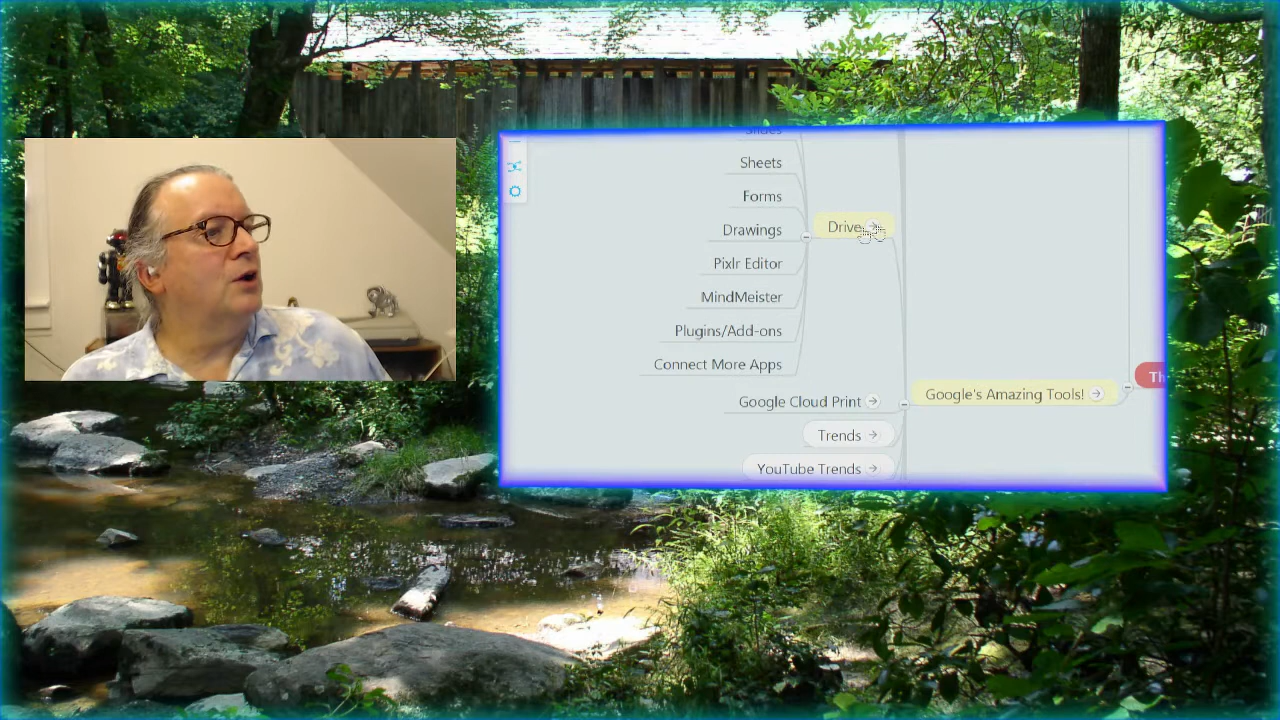 Slides
Sheets
Forms
Drawings
Drive
Pixlr Editor
MindMeister
Plugins/Add-ons
Connect More Apps
Google's Amazing Tools!
Google Cloud Print
Trends
YouTube Trends